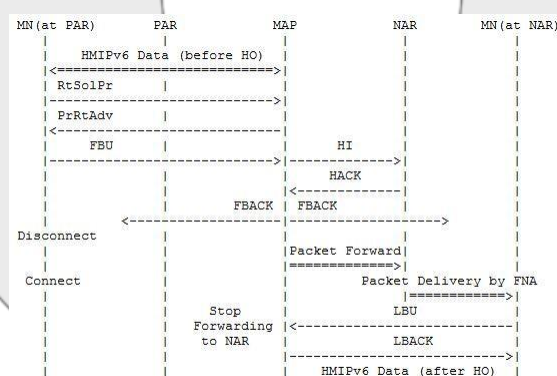 MN(at PAR) PAR MAP NAR MN(at NAR)
HMIPv6 Data (before HO)
RtSolPr
PrRtAdv
FBU HI
HACK
FBACK FBACK
Disconnect
Packet Forward
Connect Packet Delivery by FNA
Stop LBU
Forwarding
to NAR LBACK
HMIPv6 Data (after HO)